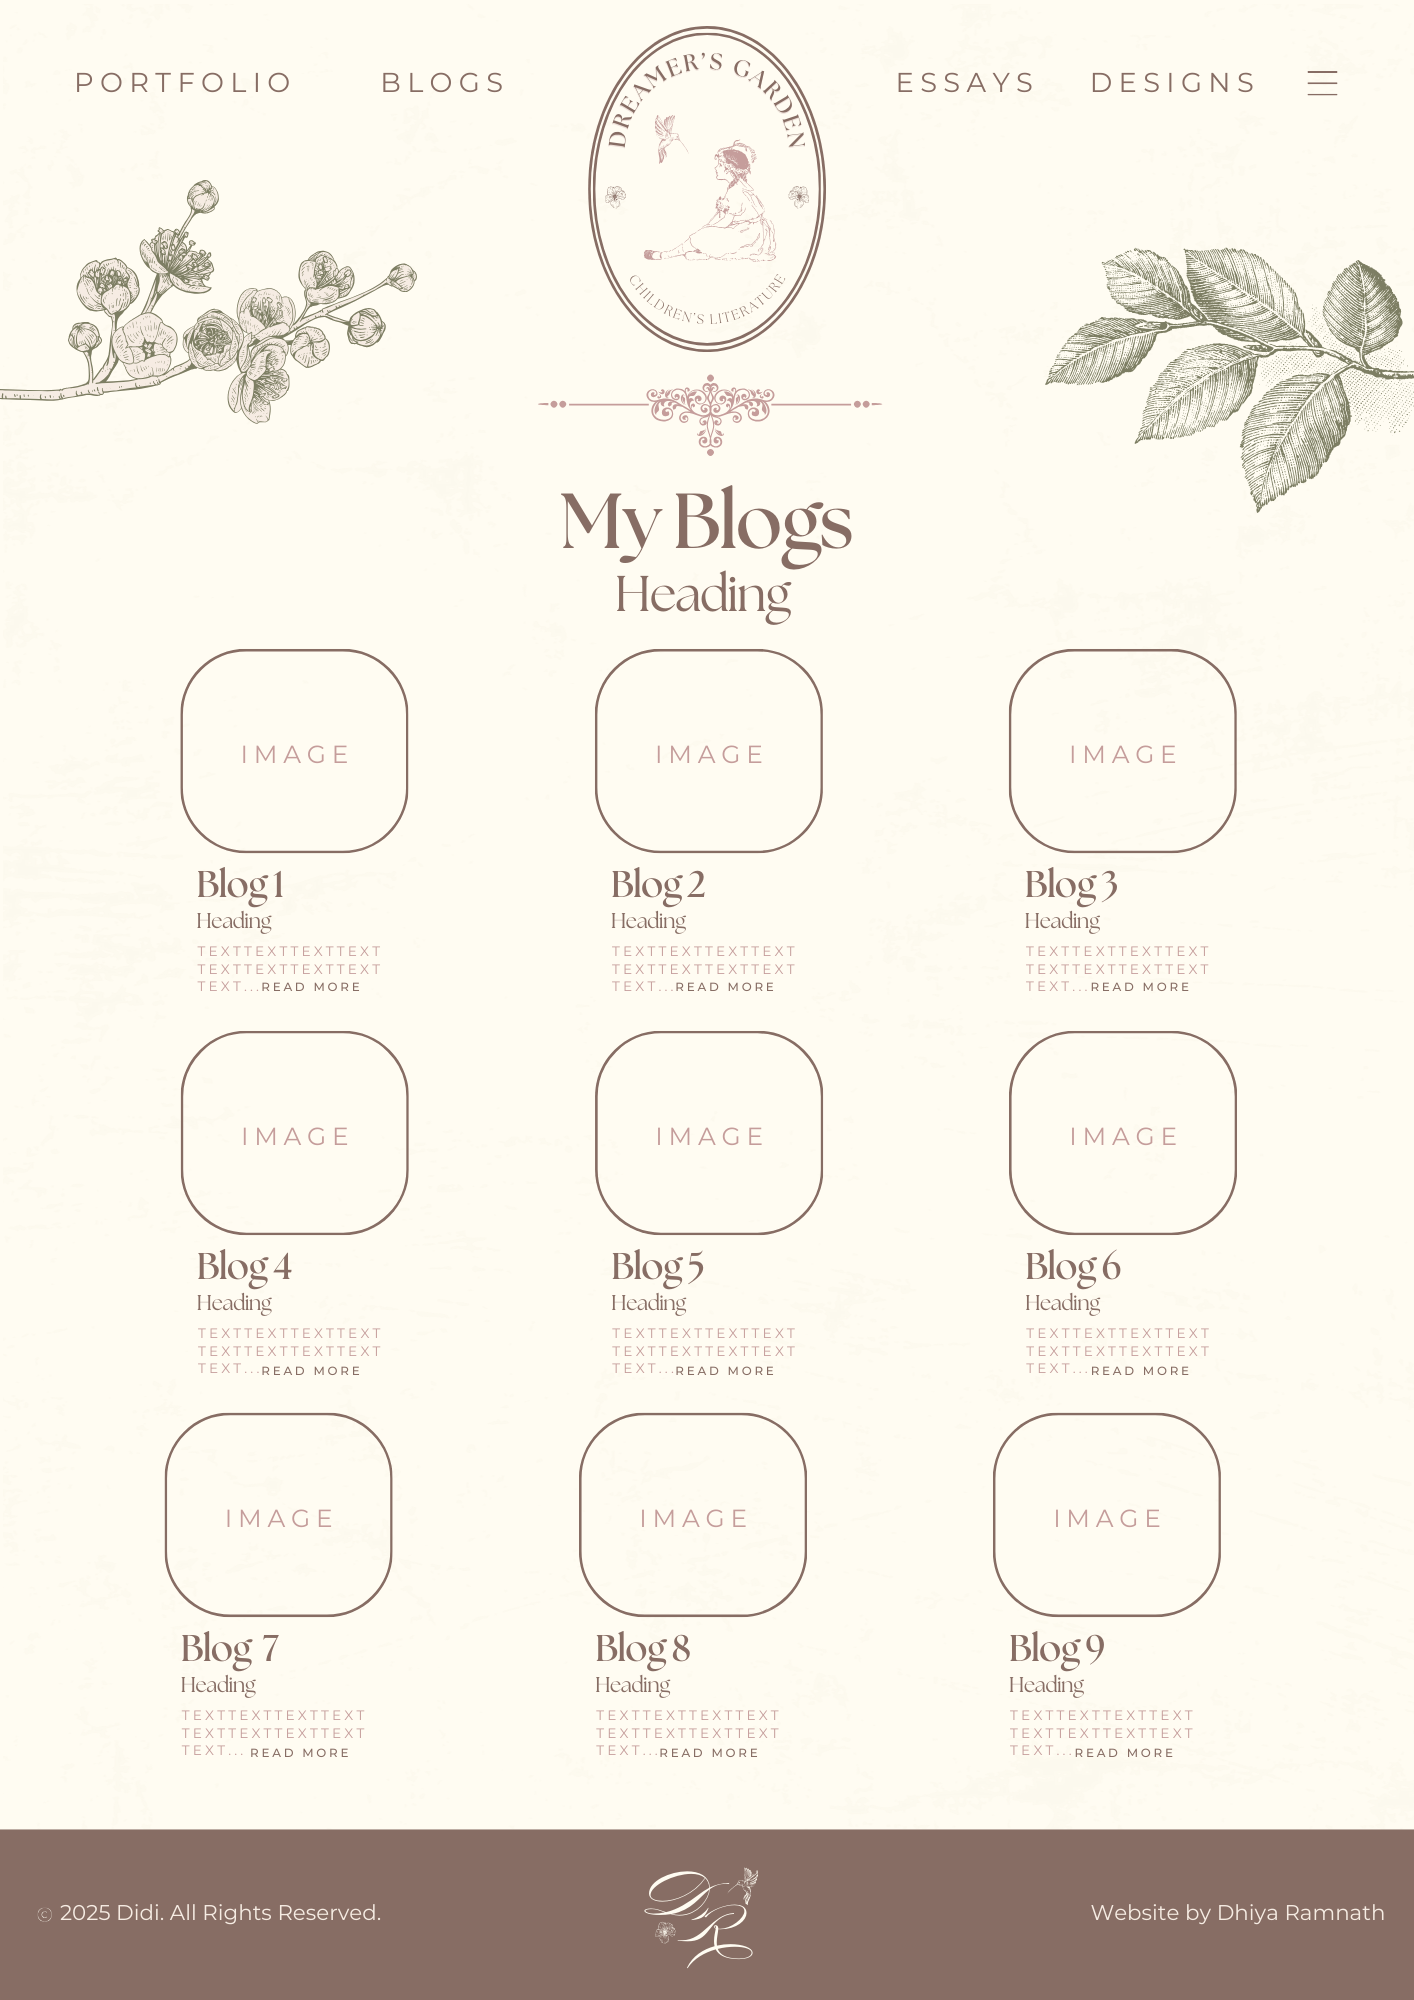 PORTFOLIO BLOGS ESSAYS DESIGNS
DREAMER'S GARDEN
CHILDREN'S LITERATURE
My Blogs
Heading
IMAGE IMAGE IMAGE
Blog 1 Blog 2 Blog 3
Heading Heading Heading
TEXTTEXTTEXTTEXT TEXTTEXTTEXTTEXT TEXTTEXTTEXTTEXT
TEXTTEXTTEXTTEXT TEXTTEXTTEXTTEXT TEXTTEXTTEXTTEXT
TEXT...READ MORE TEXT...READ MORE TEXT...READ MORE
IMAGE IMAGE IMAGE
Blog 4 Blog 5 Blog 6
Heading Heading Heading
TEXTTEXTTEXTTEXT TEXTTEXTTEXTTEXT TEXTTEXTTEXTTEXT
TEXTTEXTTEXTTEXT TEXTTEXTTEXTTEXT TEXTTEXTTEXTTEXT
TEXT...READ MORE TEXT...READ MORE TEXT...READ MORE
IMAGE IMAGE IMAGE
Blog 7 Blog 8 Blog 9
Heading Heading Heading
TEXTTEXTTEXTTEXT TEXTTEXTTEXTTEXT TEXTTEXTTEXTTEXT
TEXTTEXTTEXTTEXT TEXTTEXTTEXTTEXT TEXTTEXTTEXTTEXT
TEXT... READ MORE TEXT...READ MORE TEXT...READ MORE
© 2025 Didi. All Rights Reserved. DR Website by Dhiya Ramnath